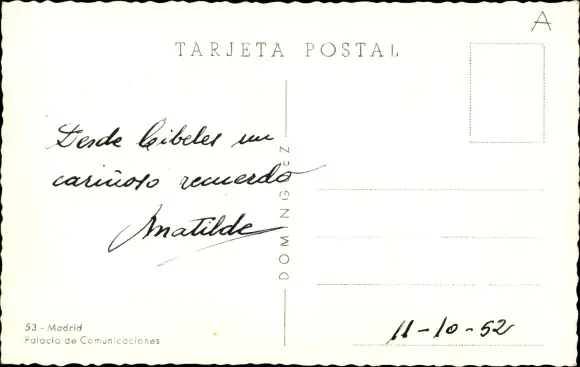 A
TARJETA POSTAL
Desde Cibeles un
cariñoso recuerdo
Matilde
DOMINGUEZ
53 - Madrid
Palacio de Comunicaciones
11-10-52